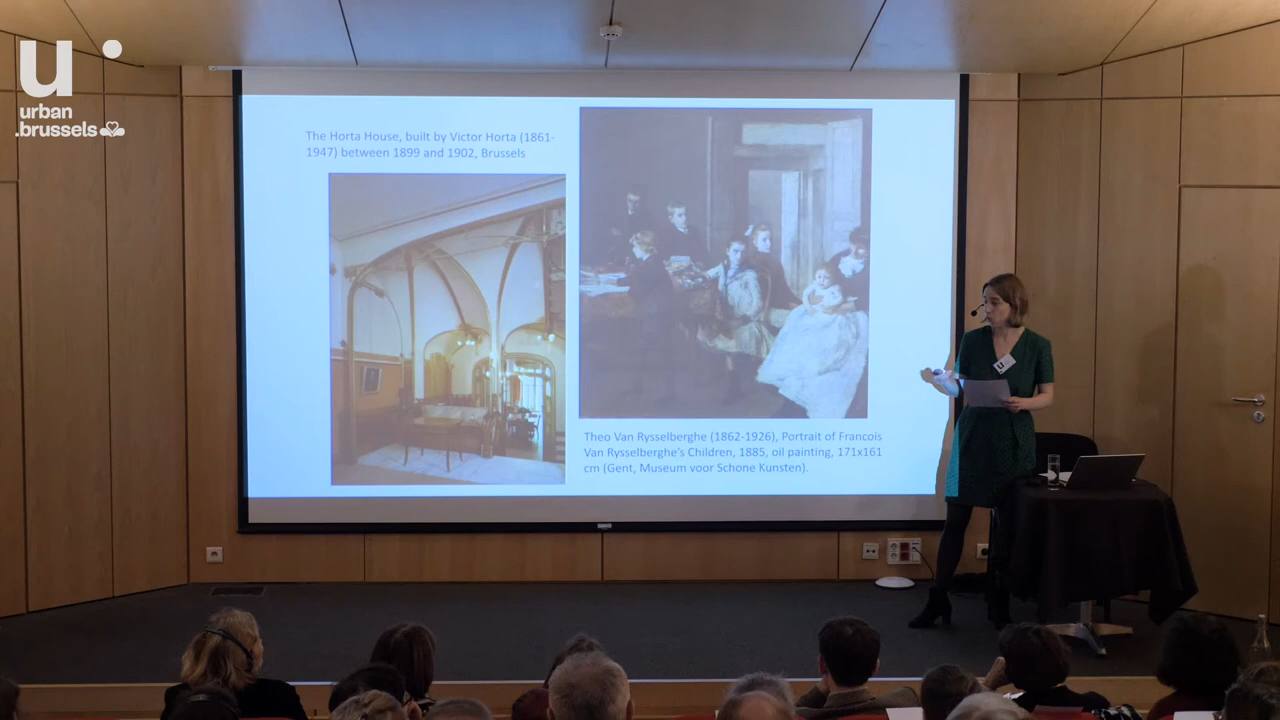 u
urban
.brussels
The Horta House, built by Victor Horta (1861-
1947) between 1899 and 1902, Brussels
Theo Van Rysselberghe (1862-1926), Portrait of Francois
Van Rysselberghe's Children, 1885, oil painting, 171x161
cm (Gent, Museum voor Schone Kunsten).
u